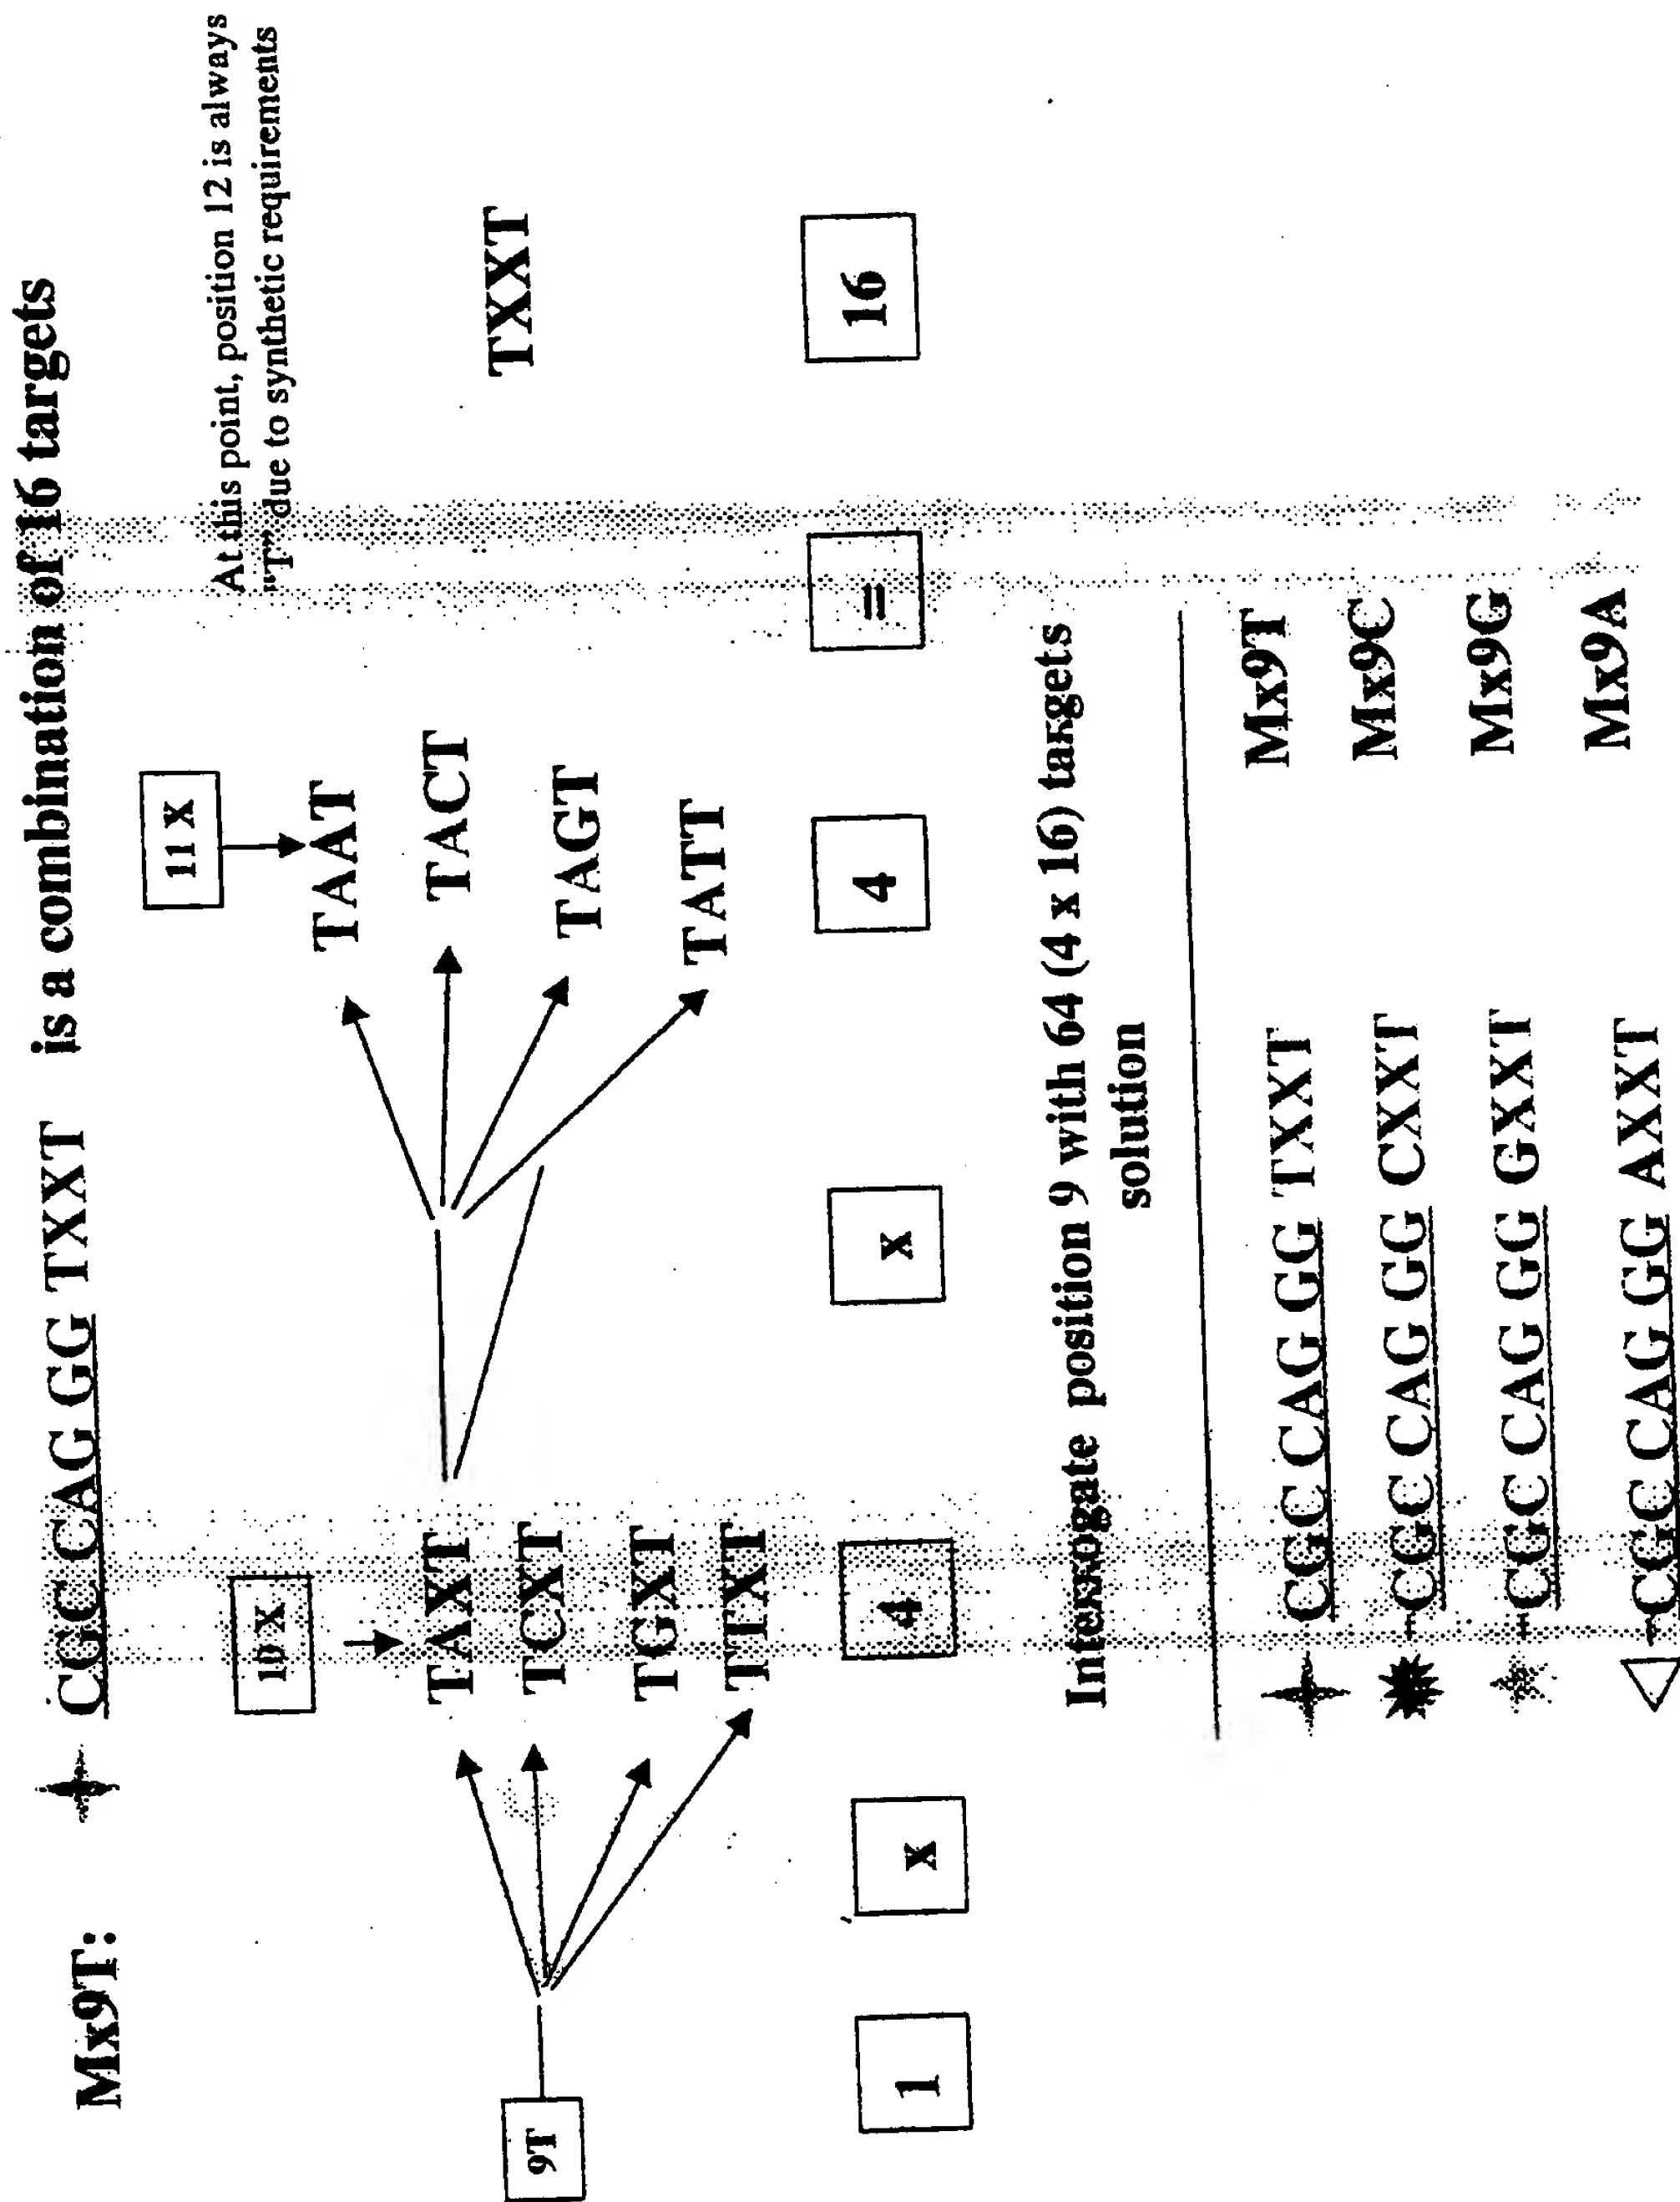 Mx9T: CGC CAG GG TXXT is a combination of 16 targets
At this point, position 12 is always
"T" due to synthetic requirements
10 X
11 X
9T
TAXT
TCXT
TGXT
TTXT
TAAT
TACT
TAGT
TATT
TXXT
1 x 4 x 4 = 16
Interrogate position 9 with 64 (4 x 16) targets
solution
CGC CAG GG TXXT Mx9T
CGC CAG GG CXXT Mx9C
CGC CAG GG GXXT Mx9G
CGC CAG GG AXXT Mx9A